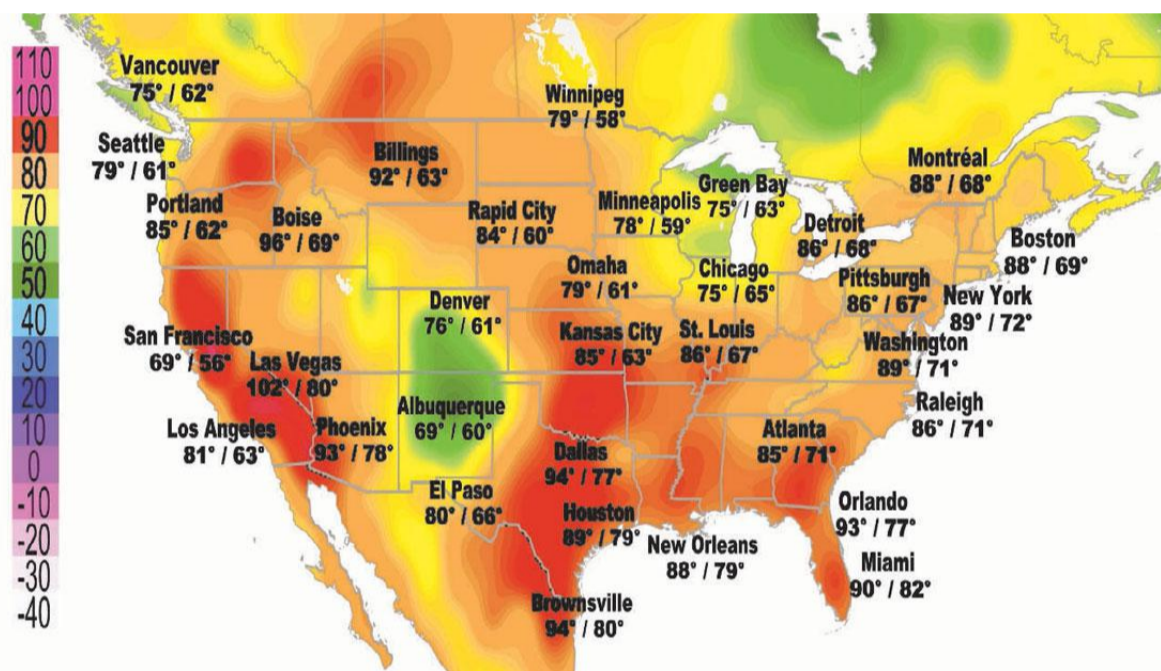 110
100
90
80
70
60
50
40
30
20
10
0
-10
-20
-30
-40
Vancouver
75° / 62°
Seattle
79° / 61°
Portland
85° / 62°
Boise
96° / 69°
Billings
92° / 63°
Winnipeg
79° / 58°
Rapid City
84° / 60°
Minneapolis
78° / 59°
Green Bay
75° / 63°
Montréal
88° / 68°
Detroit
86° / 68°
Boston
88° / 69°
Omaha
79° / 61°
Chicago
75° / 65°
Pittsburgh
86° / 67°
New York
89° / 72°
Denver
76° / 61°
San Francisco
69° / 56°
Las Vegas
102° / 80°
Kansas City
85° / 63°
St. Louis
86° / 67°
Washington
89° / 71°
Los Angeles
81° / 63°
Phoenix
93° / 78°
Albuquerque
69° / 60°
Raleigh
86° / 71°
Dallas
94° / 77°
Atlanta
85° / 71°
El Paso
80° / 66°
Houston
89° / 79°
New Orleans
88° / 79°
Orlando
93° / 77°
Miami
90° / 82°
Brownsville
94° / 80°